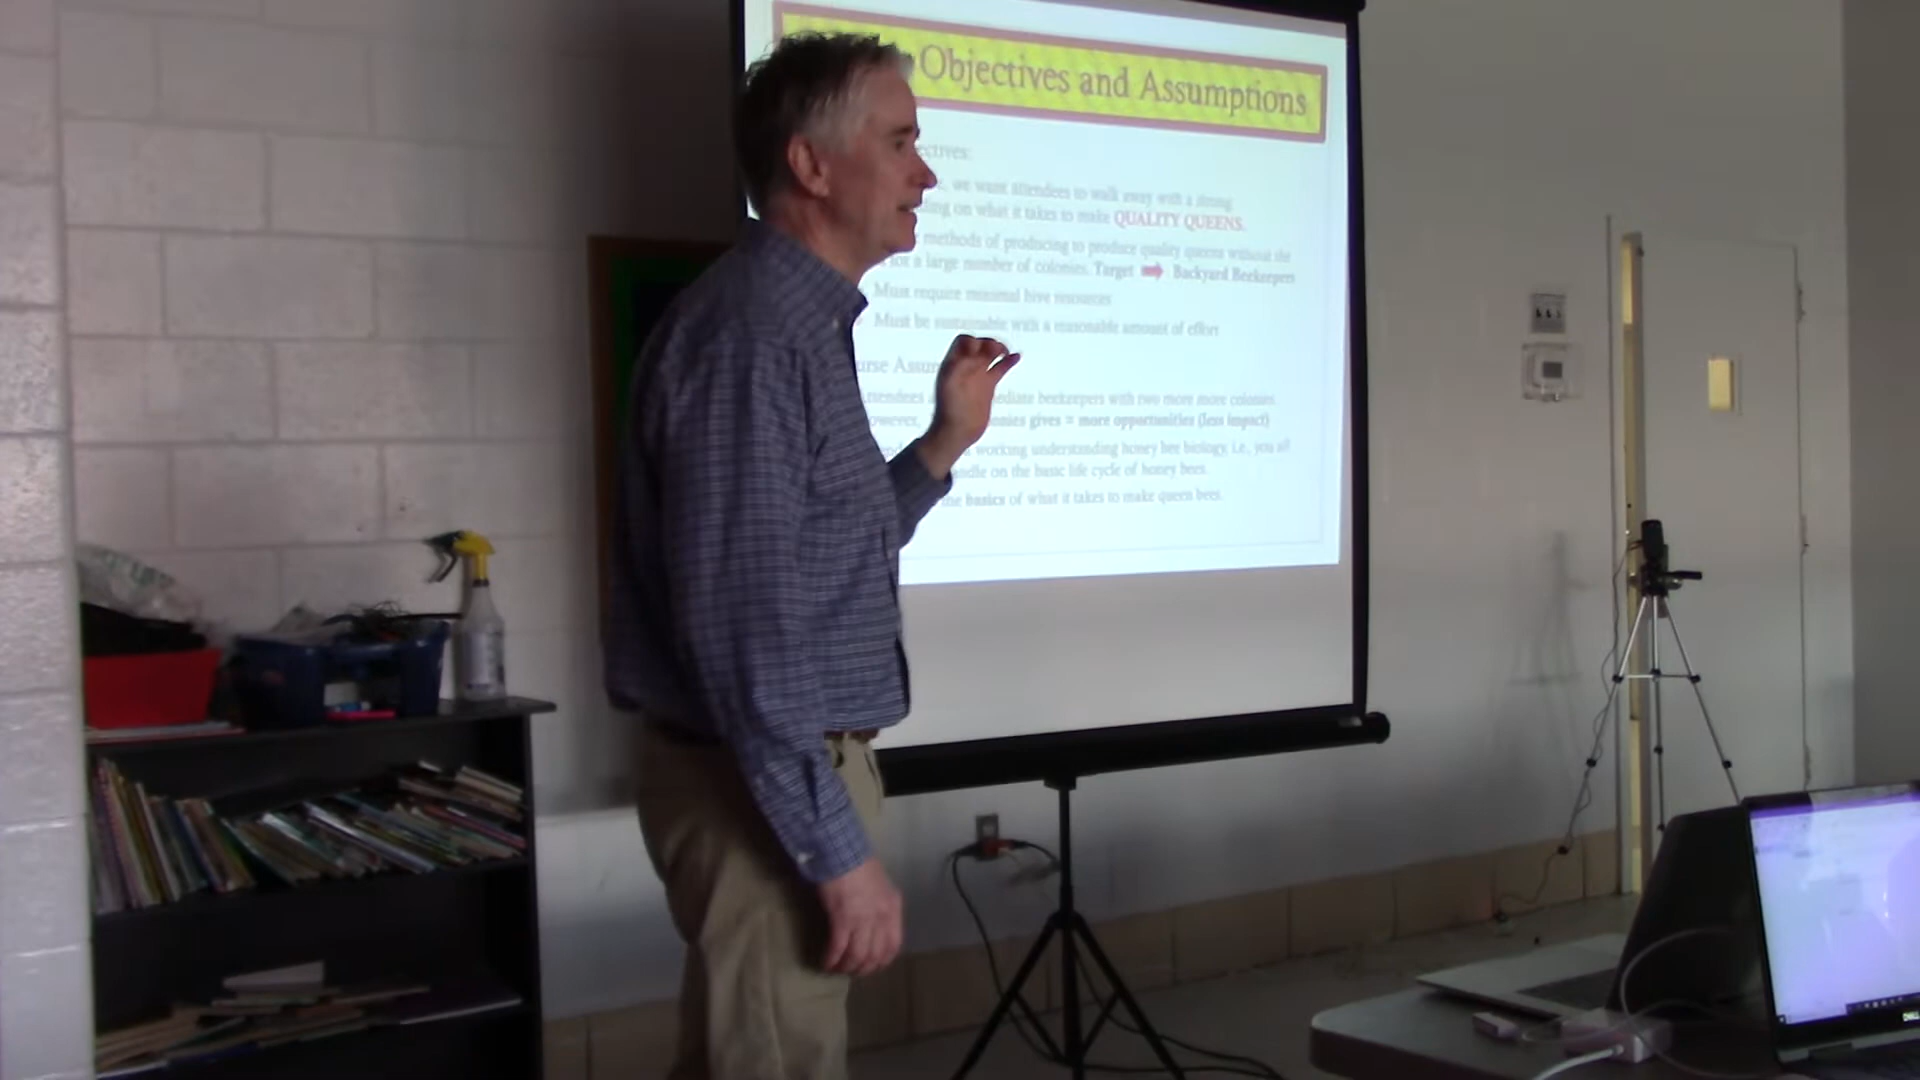 Objectives and Assumptions
ectives:
we want attendees to walk away with a strong
ding on what it takes to make QUALITY QUEENS.
methods of producing to produce quality queens without the
for a large number of colonies. Target Backyard Beekeepers
Must require minimal hive resources
Must be sustainable with a reasonable amount of effort
urse Assum
ttendees a ediate beekeepers with two more more colonies.
owever, onies gives = more opportunities (less impact)
working understanding honey bee biology, i.e., you all
andle on the basic life cycle of honey bees.
the basics of what it takes to make queen bees.
DELL